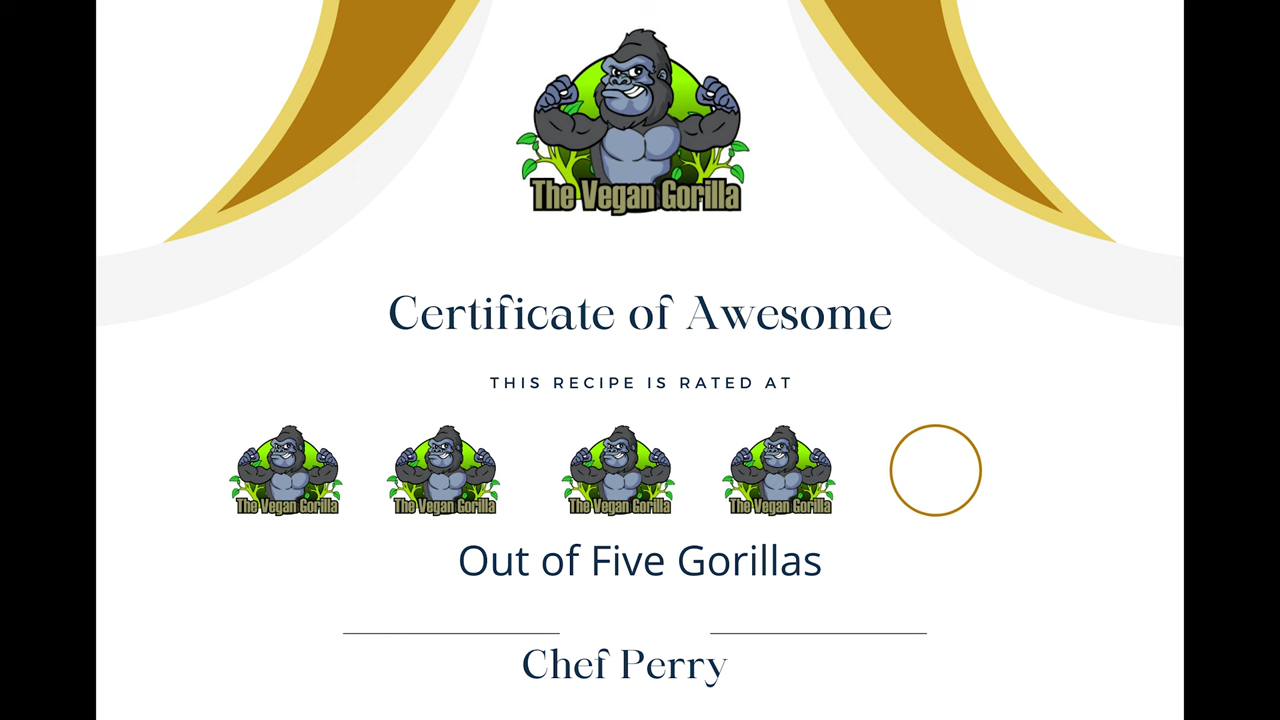 The Vegan Gorilla
Certificate of Awesome
THIS RECIPE IS RATED AT
The Vegan Gorilla The Vegan Gorilla The Vegan Gorilla The Vegan Gorilla
Out of Five Gorillas
Chef Perry